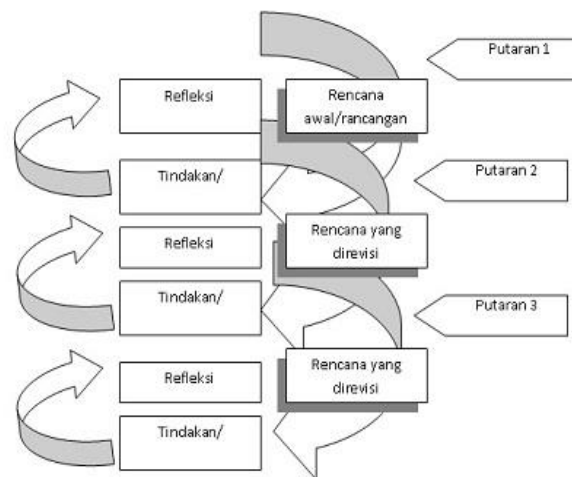 Putaran 1
Refleksi
Rencana
awal/rancangan
Putaran 2
Tindakan/
Refleksi
Rencana yang
direvisi
Tindakan/
Putaran 3
Refleksi
Rencana yang
direvisi
Tindakan/